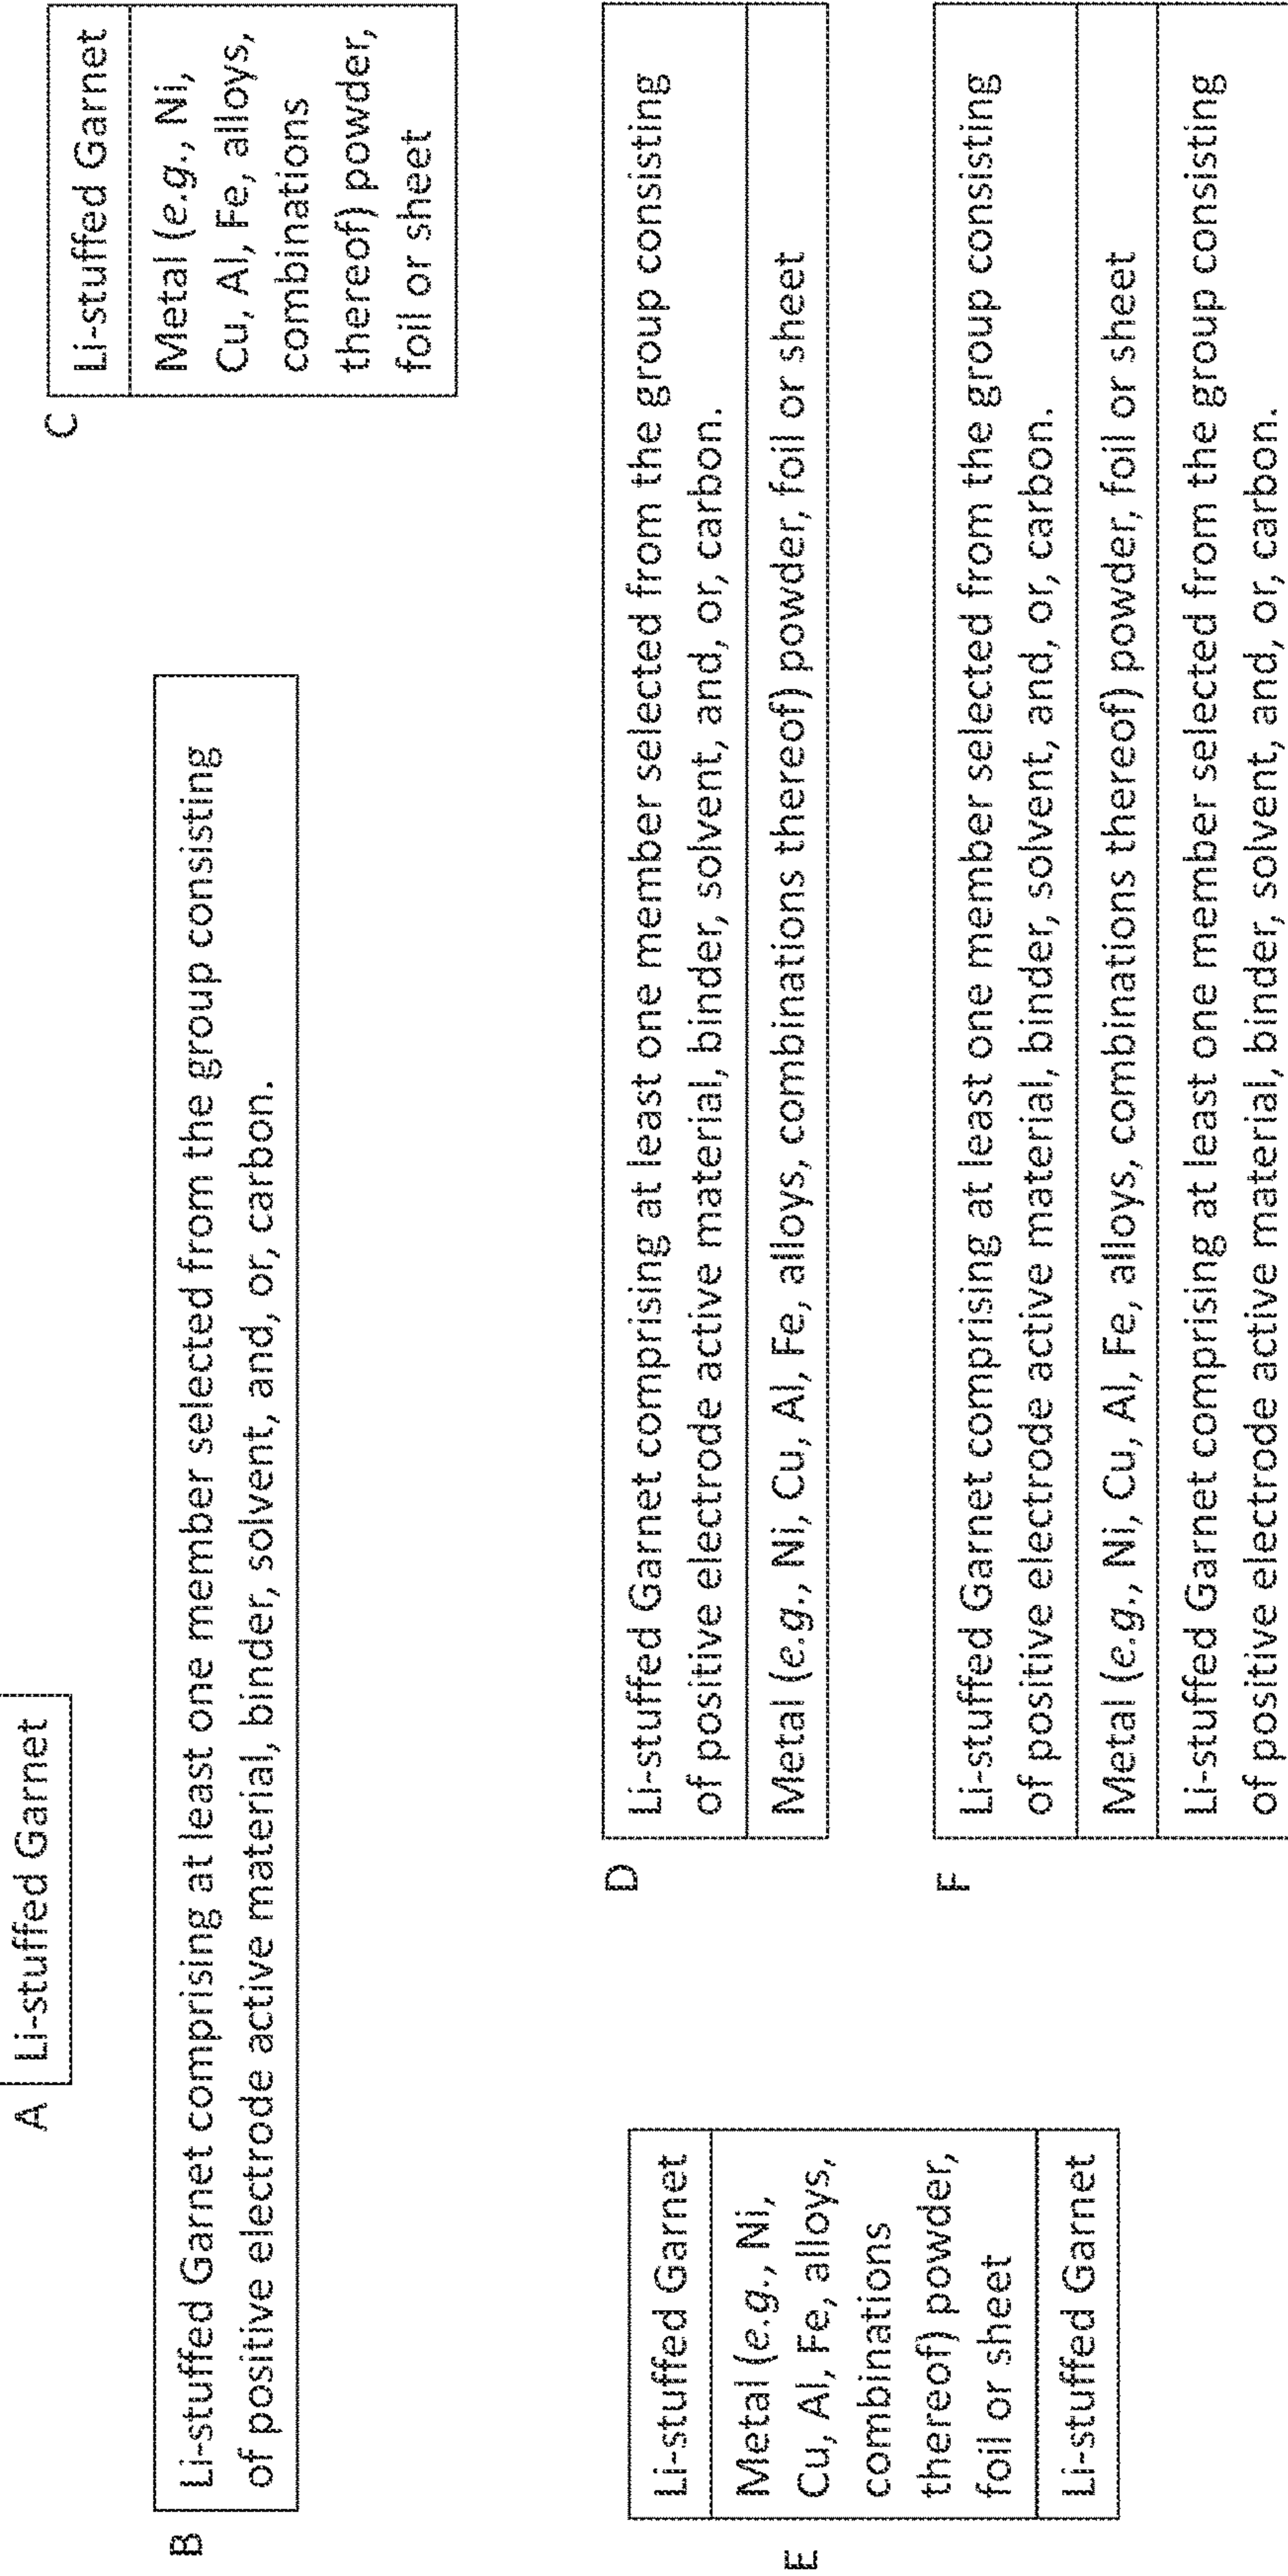 A
Li-stuffed Garnet
B
Li-stuffed Garnet comprising at least one member selected from the group consisting
of positive electrode active material, binder, solvent, and, or, carbon.
C
Li-stuffed Garnet
Metal (e.g., Ni,
Cu, Al, Fe, alloys,
combinations
thereof) powder,
foil or sheet
D
Li-stuffed Garnet comprising at least one member selected from the group consisting
of positive electrode active material, binder, solvent, and, or, carbon.
Metal (e.g., Ni, Cu, Al, Fe, alloys, combinations thereof) powder, foil or sheet
E
Li-stuffed Garnet
Metal (e.g., Ni,
Cu, Al, Fe, alloys,
combinations
thereof) powder,
foil or sheet
Li-stuffed Garnet
F
Li-stuffed Garnet comprising at least one member selected from the group consisting
of positive electrode active material, binder, solvent, and, or, carbon.
Metal (e.g., Ni, Cu, Al, Fe, alloys, combinations thereof) powder, foil or sheet
Li-stuffed Garnet comprising at least one member selected from the group consisting
of positive electrode active material, binder, solvent, and, or, carbon.